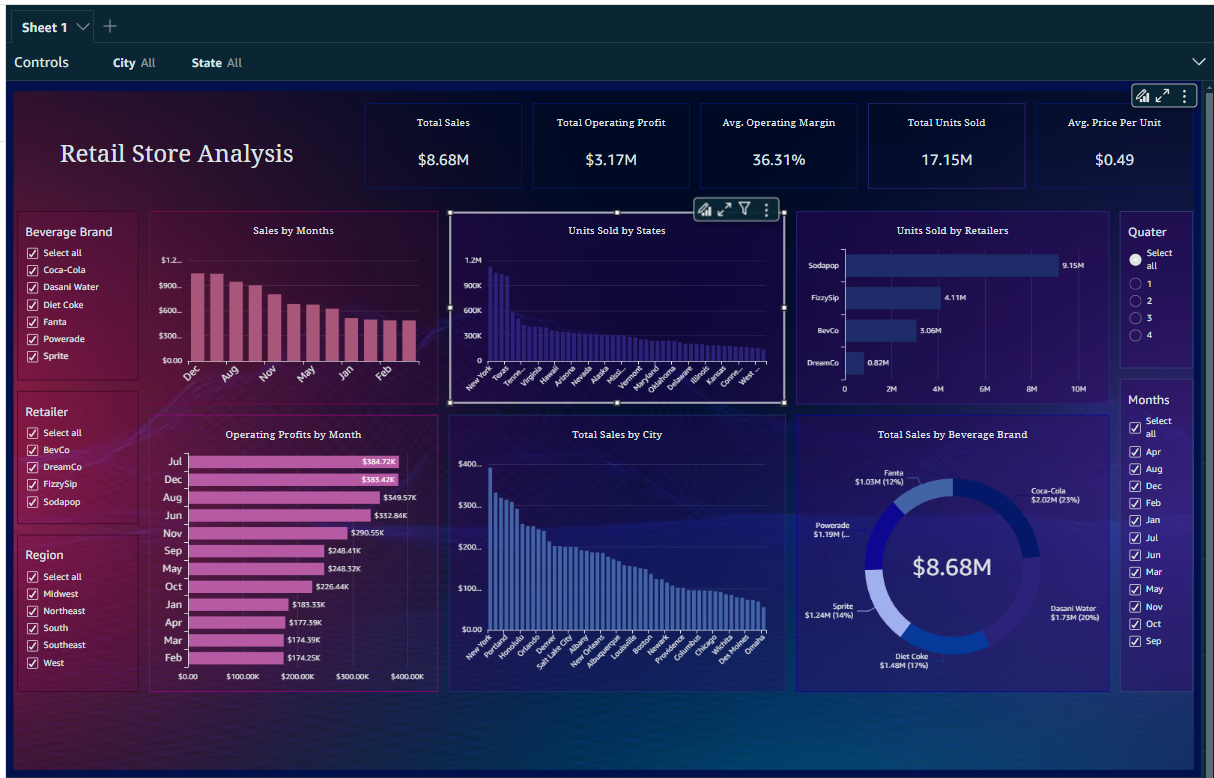 Sheet 1
Controls
City All
State All
Retail Store Analysis
Total Sales
$8.68M
Total Operating Profit
$3.17M
Avg. Operating Margin
36.31%
Total Units Sold
17.15M
Avg. Price Per Unit
$0.49
Beverage Brand
Select all
Coca-Cola
Dasani Water
Diet Coke
Fanta
Powerade
Sprite
Sales by Months
$1.2...
$900...
$600...
$300...
$0.00
Dec
Aug
Nov
May
Jan
Feb
Units Sold by States
1.2M
900K
600K
300K
0
New York
Texas
Tenne...
Virginia
Hawaii
Arizona
Nevada
Alaska
Missi...
Vermont
Maryland
Oklahoma
Delaware
Illinois
Kansas
Conne...
West ...
Units Sold by Retailers
Sodapop
9.15M
FizzySip
4.11M
BevCo
3.06M
DreamCo
0.82M
0
2M
4M
6M
8M
10M
Quater
Select
all
1
2
3
4
Retailer
Select all
BevCo
DreamCo
FizzySip
Sodapop
Region
Select all
Midwest
Northeast
South
Southeast
West
Operating Profits by Month
Jul
$384.72K
Dec
$383.42K
Aug
$349.57K
Jun
$332.84K
Nov
$290.55K
Sep
$248.41K
May
$248.32K
Oct
$226.44K
Jan
$183.33K
Apr
$177.39K
Mar
$174.39K
Feb
$174.25K
$0.00
$100.00K
$200.00K
$300.00K
$400.00K
Total Sales by City
$400...
$300...
$200...
$100...
$0.00
New York
Portland
Honolulu
Orlando
Denver
Salt Lake City
Albany
New Orleans
Albuquerque
Louisville
Boston
Newark
Providence
Columbus
Chicago
Wichita
Des Moines
Omaha
Total Sales by Beverage Brand
Fanta
$1.03M (12%)
Coca-Cola
$2.02M (23%)
Powerade
$1.19M (...
$8.68M
Sprite
$1.24M (14%)
Dasani Water
$1.73M (20%)
Diet Coke
$1.48M (17%)
Months
Select
all
Apr
Aug
Dec
Feb
Jan
Jul
Jun
Mar
May
Nov
Oct
Sep